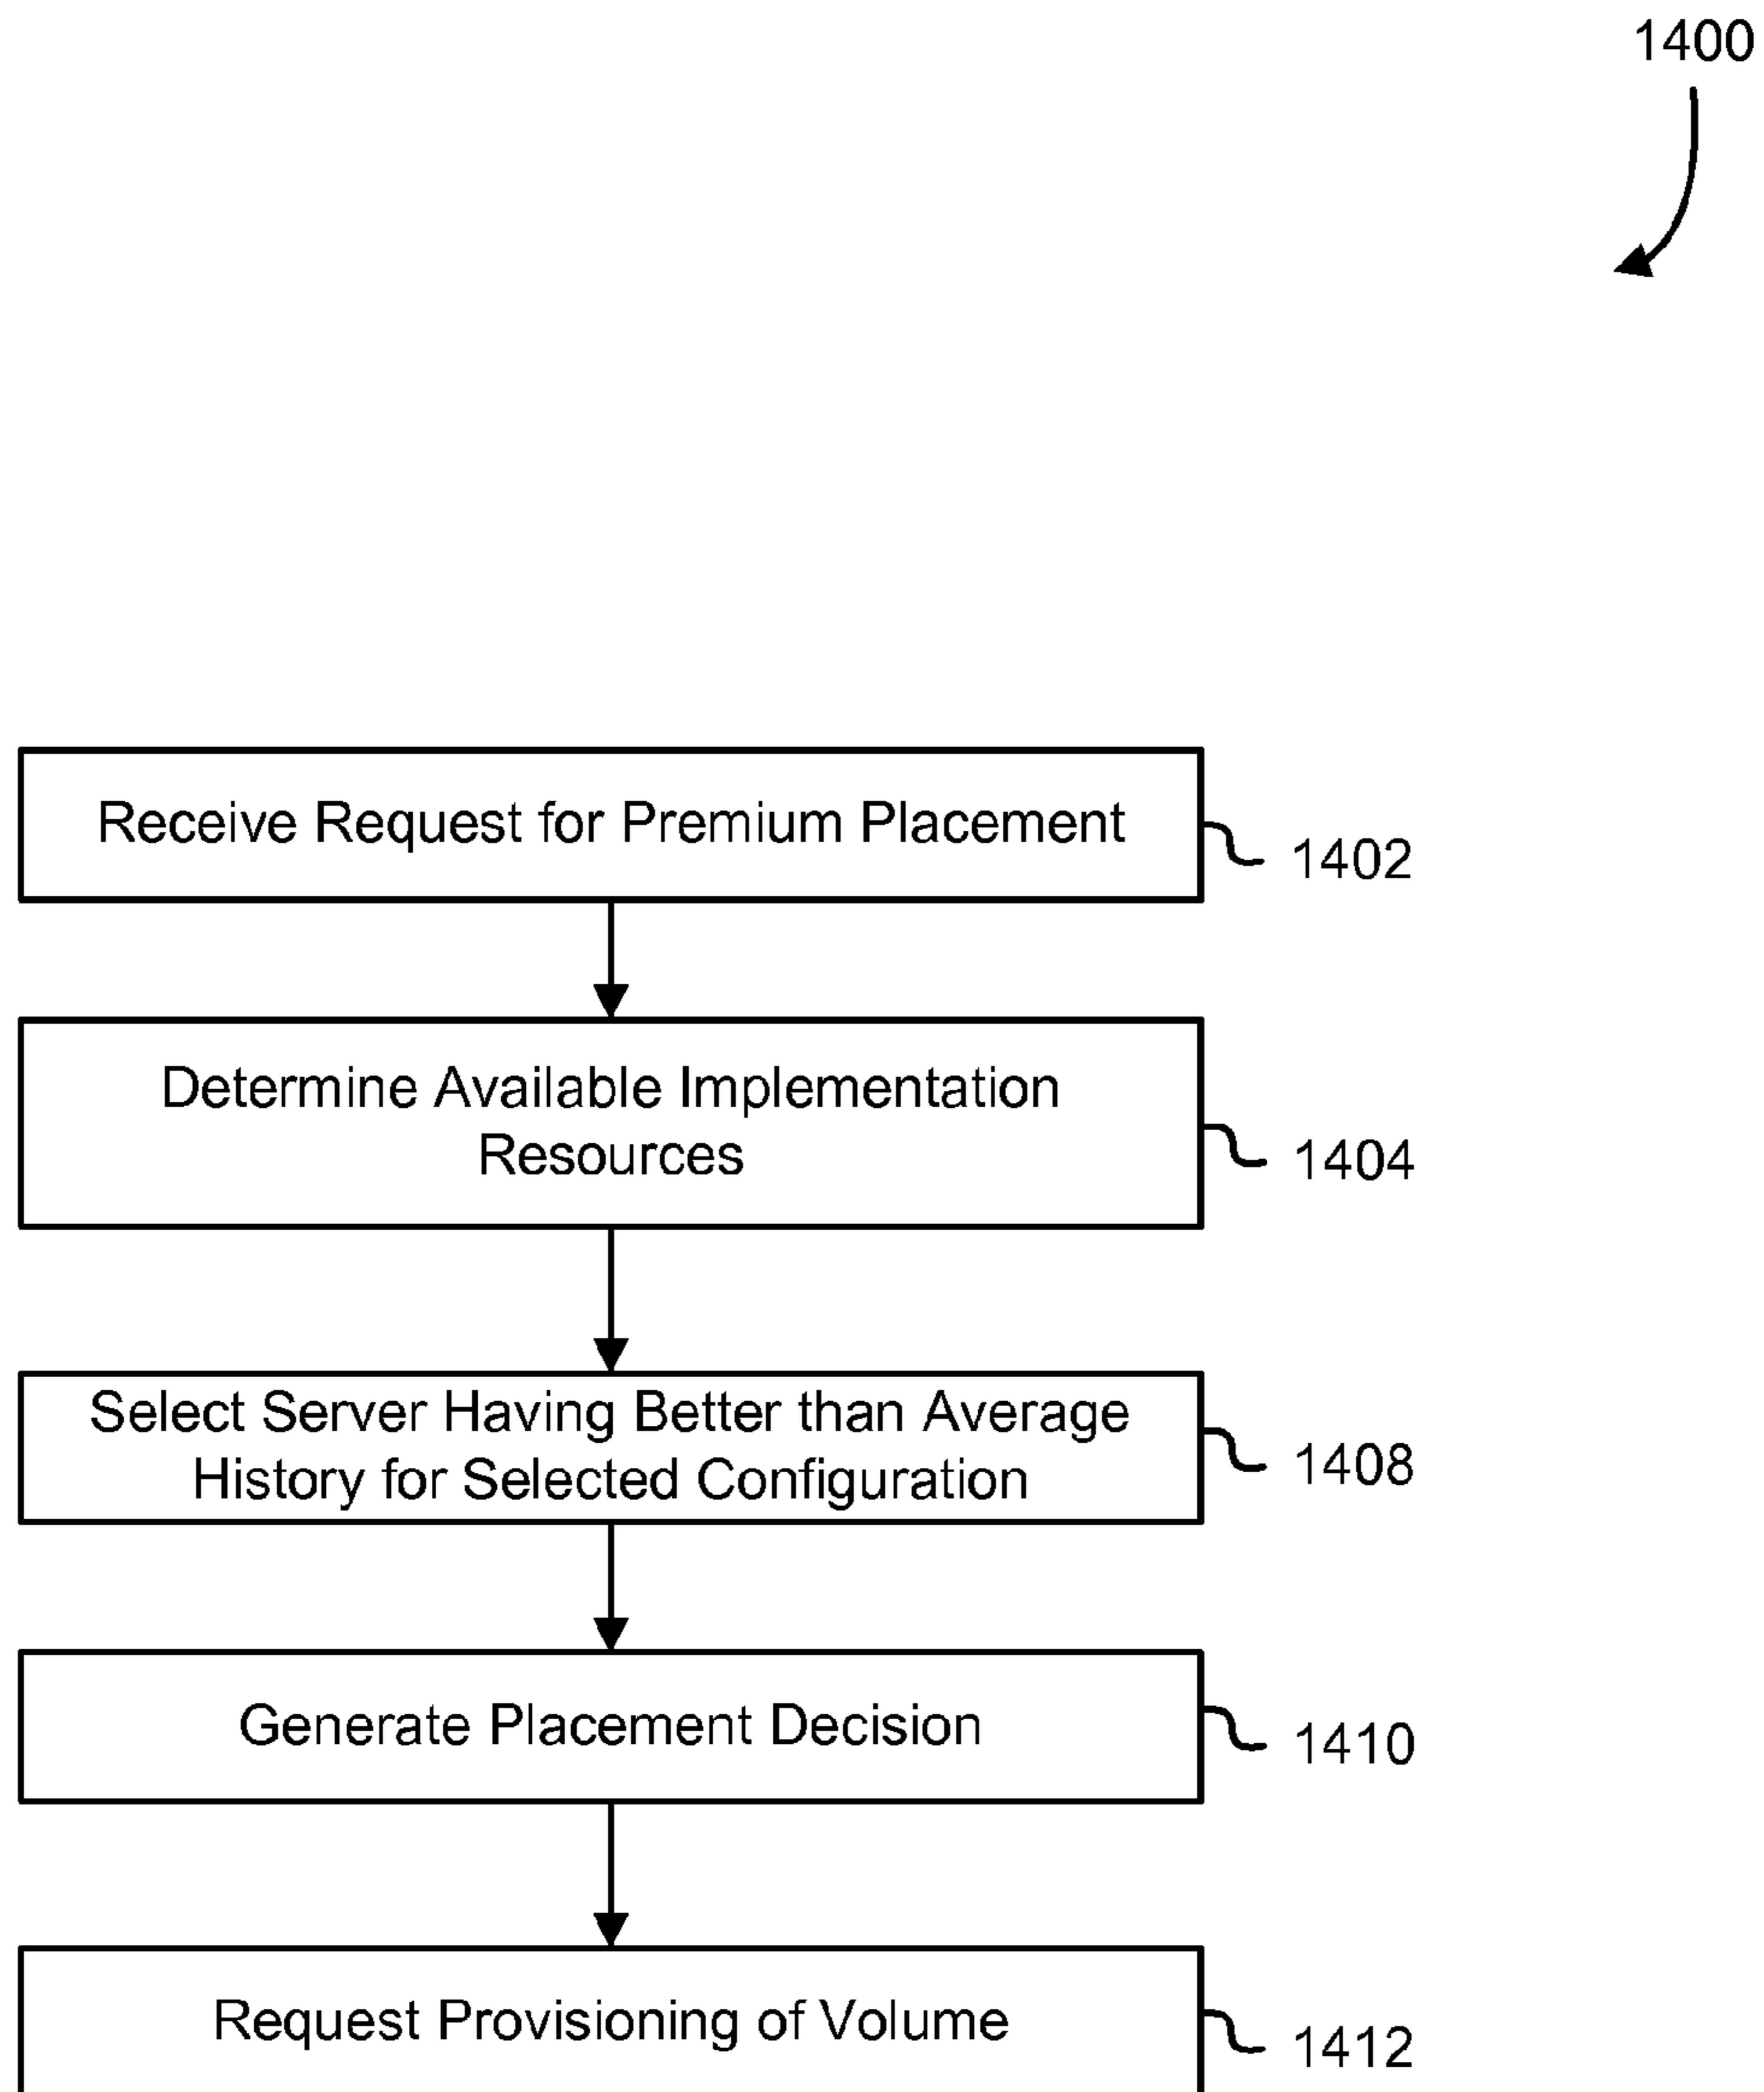 1400
Receive Request for Premium Placement
1402
Determine Available Implementation
Resources
1404
Select Server Having Better than Average
History for Selected Configuration
1408
Generate Placement Decision
1410
Request Provisioning of Volume
1412